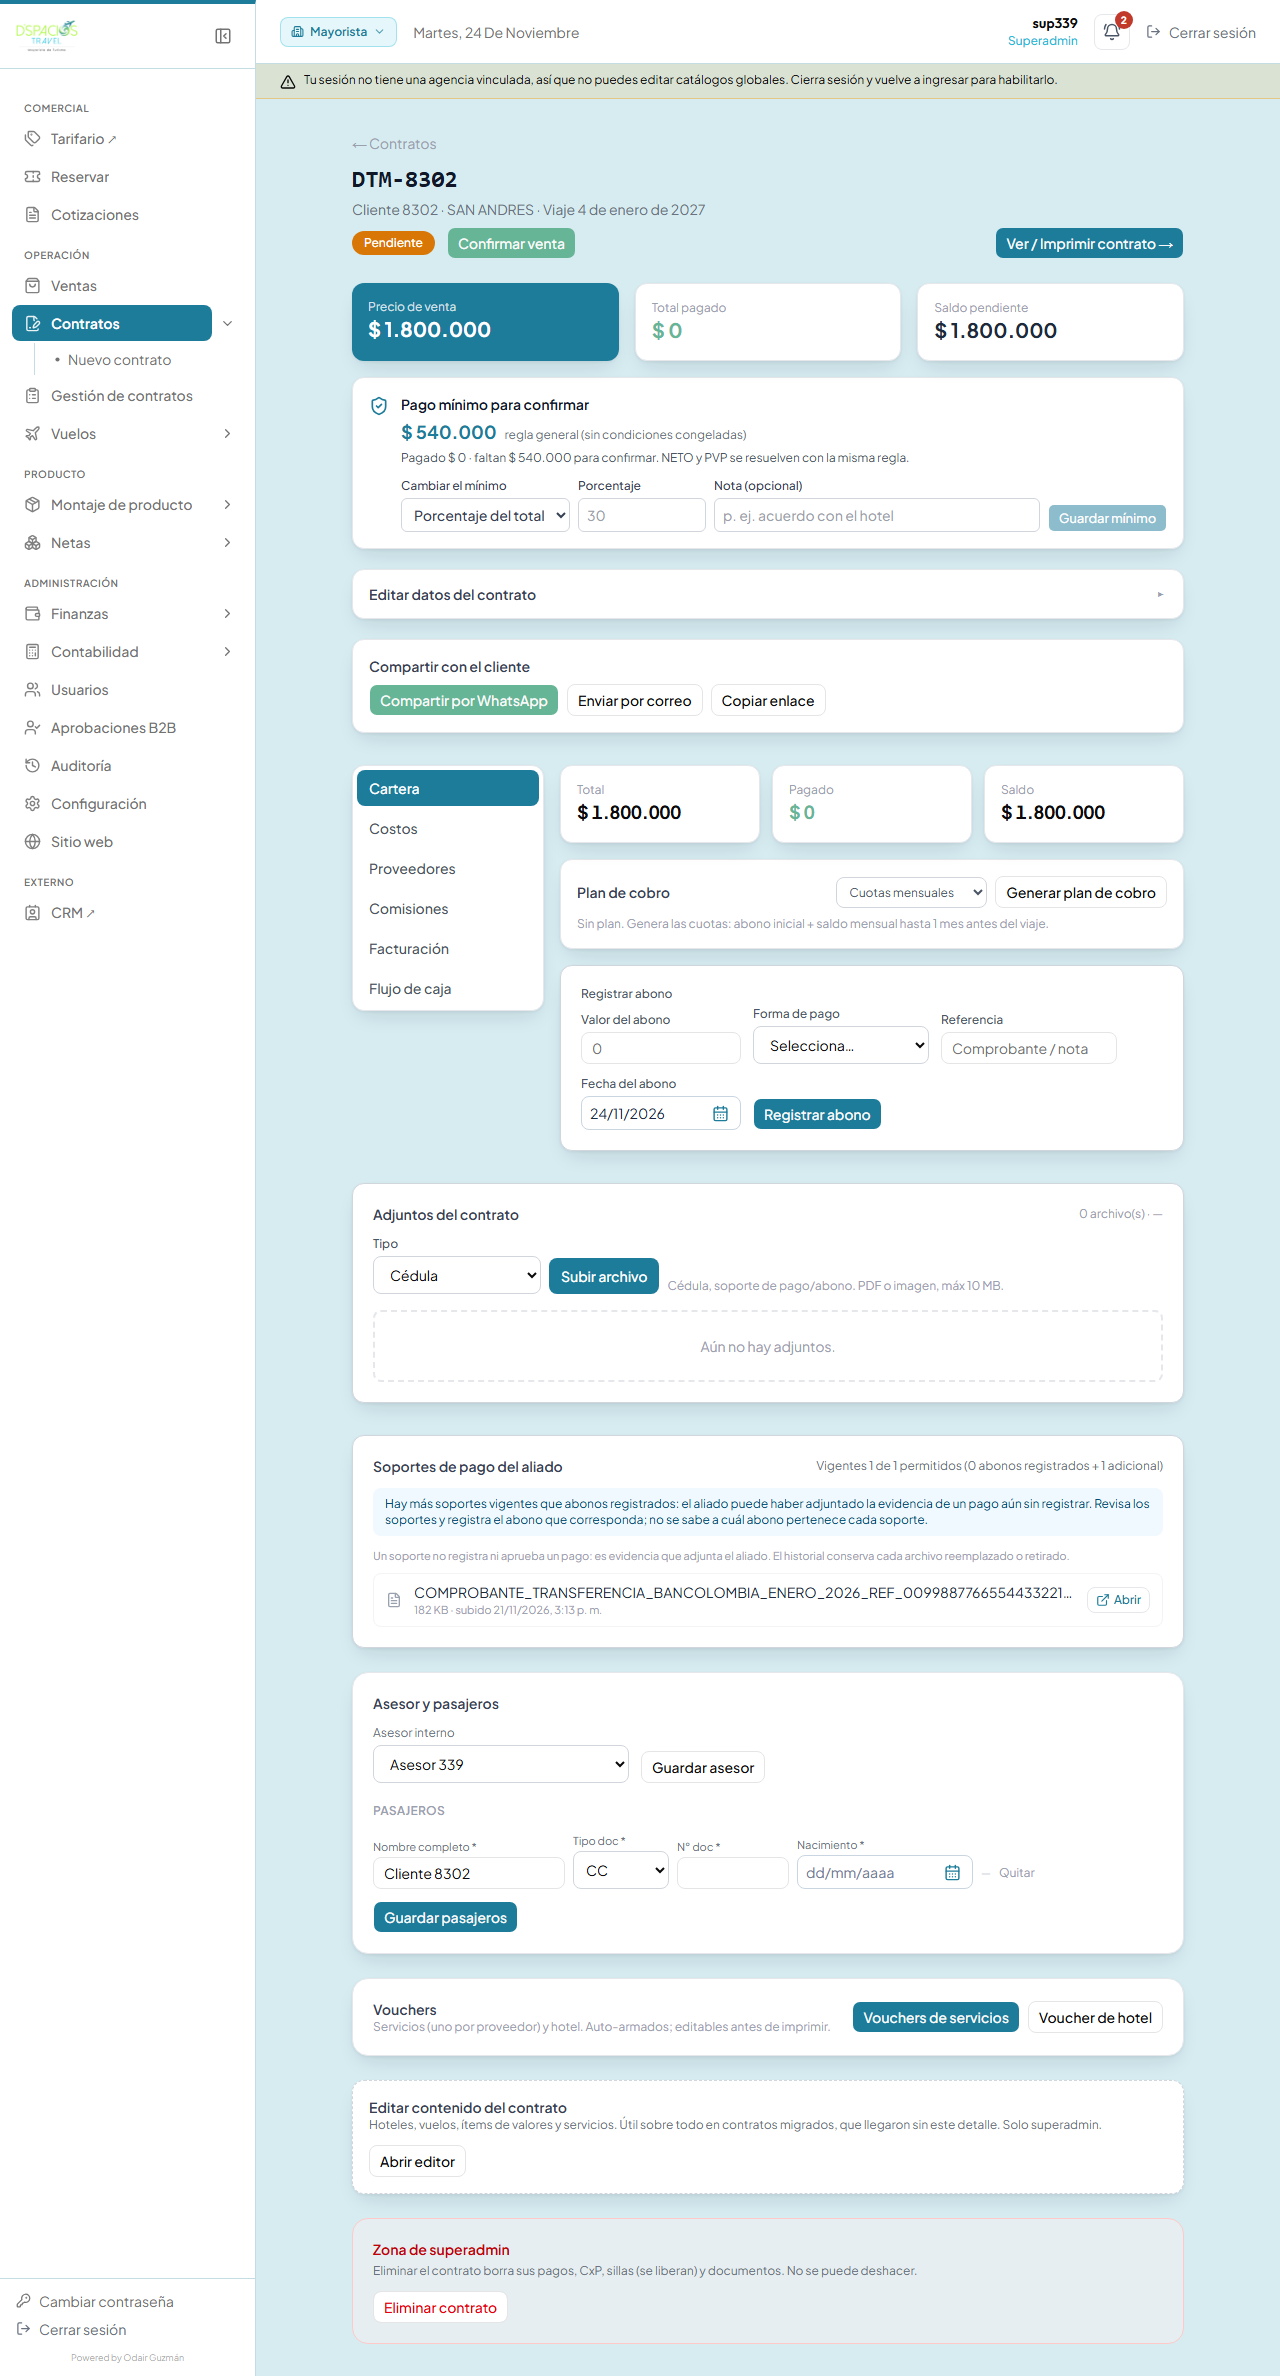 D'SPACIOS
TRAVEL
Mayorista
Martes, 24 De Noviembre
sup339
Superadmin
2
Cerrar sesión
Tu sesión no tiene una agencia vinculada, así que no puedes editar catálogos globales. Cierra sesión y vuelve a ingresar para habilitarlo.
COMERCIAL
Tarifario ↗
Reservar
Cotizaciones
OPERACIÓN
Ventas
Contratos
• Nuevo contrato
Gestión de contratos
Vuelos
PRODUCTO
Montaje de producto
Netas
ADMINISTRACIÓN
Finanzas
Contabilidad
Usuarios
Aprobaciones B2B
Auditoría
Configuración
Sitio web
EXTERNO
CRM ↗
Cambiar contraseña
Cerrar sesión
Powered by Odair Guzmán
← Contratos
DTM-8302
Cliente 8302 · SAN ANDRES · Viaje 4 de enero de 2027
Pendiente
Confirmar venta
Ver / Imprimir contrato →
Precio de venta
$ 1.800.000
Total pagado
$ 0
Saldo pendiente
$ 1.800.000
Pago mínimo para confirmar
$ 540.000 regla general (sin condiciones congeladas)
Pagado $ 0 · faltan $ 540.000 para confirmar. NETO y PVP se resuelven con la misma regla.
Cambiar el mínimo
Porcentaje
Nota (opcional)
Porcentaje del total
30
p. ej. acuerdo con el hotel
Guardar mínimo
Editar datos del contrato
Compartir con el cliente
Compartir por WhatsApp
Enviar por correo
Copiar enlace
Cartera
Costos
Proveedores
Comisiones
Facturación
Flujo de caja
Total
$ 1.800.000
Pagado
$ 0
Saldo
$ 1.800.000
Plan de cobro
Cuotas mensuales
Generar plan de cobro
Sin plan. Genera las cuotas: abono inicial + saldo mensual hasta 1 mes antes del viaje.
Registrar abono
Valor del abono
Forma de pago
Referencia
0
Selecciona…
Comprobante / nota
Fecha del abono
24/11/2026
Registrar abono
Adjuntos del contrato
0 archivo(s) · —
Tipo
Cédula
Subir archivo
Cédula, soporte de pago/abono. PDF o imagen, máx 10 MB.
Aún no hay adjuntos.
Soportes de pago del aliado
Vigentes 1 de 1 permitidos (0 abonos registrados + 1 adicional)
Hay más soportes vigentes que abonos registrados: el aliado puede haber adjuntado la evidencia de un pago aún sin registrar. Revisa los
soportes y registra el abono que corresponda; no se sabe a cuál abono pertenece cada soporte.
Un soporte no registra ni aprueba un pago: es evidencia que adjunta el aliado. El historial conserva cada archivo reemplazado o retirado.
COMPROBANTE_TRANSFERENCIA_BANCOLOMBIA_ENERO_2026_REF_0099887766554433221…
182 KB · subido 21/11/2026, 3:13 p. m.
Abrir
Asesor y pasajeros
Asesor interno
Asesor 339
Guardar asesor
PASAJEROS
Nombre completo *
Tipo doc *
N° doc *
Nacimiento *
Cliente 8302
CC
dd/mm/aaaa
— Quitar
Guardar pasajeros
Vouchers
Servicios (uno por proveedor) y hotel. Auto-armados; editables antes de imprimir.
Vouchers de servicios
Voucher de hotel
Editar contenido del contrato
Hoteles, vuelos, ítems de valores y servicios. Útil sobre todo en contratos migrados, que llegaron sin este detalle. Solo superadmin.
Abrir editor
Zona de superadmin
Eliminar el contrato borra sus pagos, CxP, sillas (se liberan) y documentos. No se puede deshacer.
Eliminar contrato